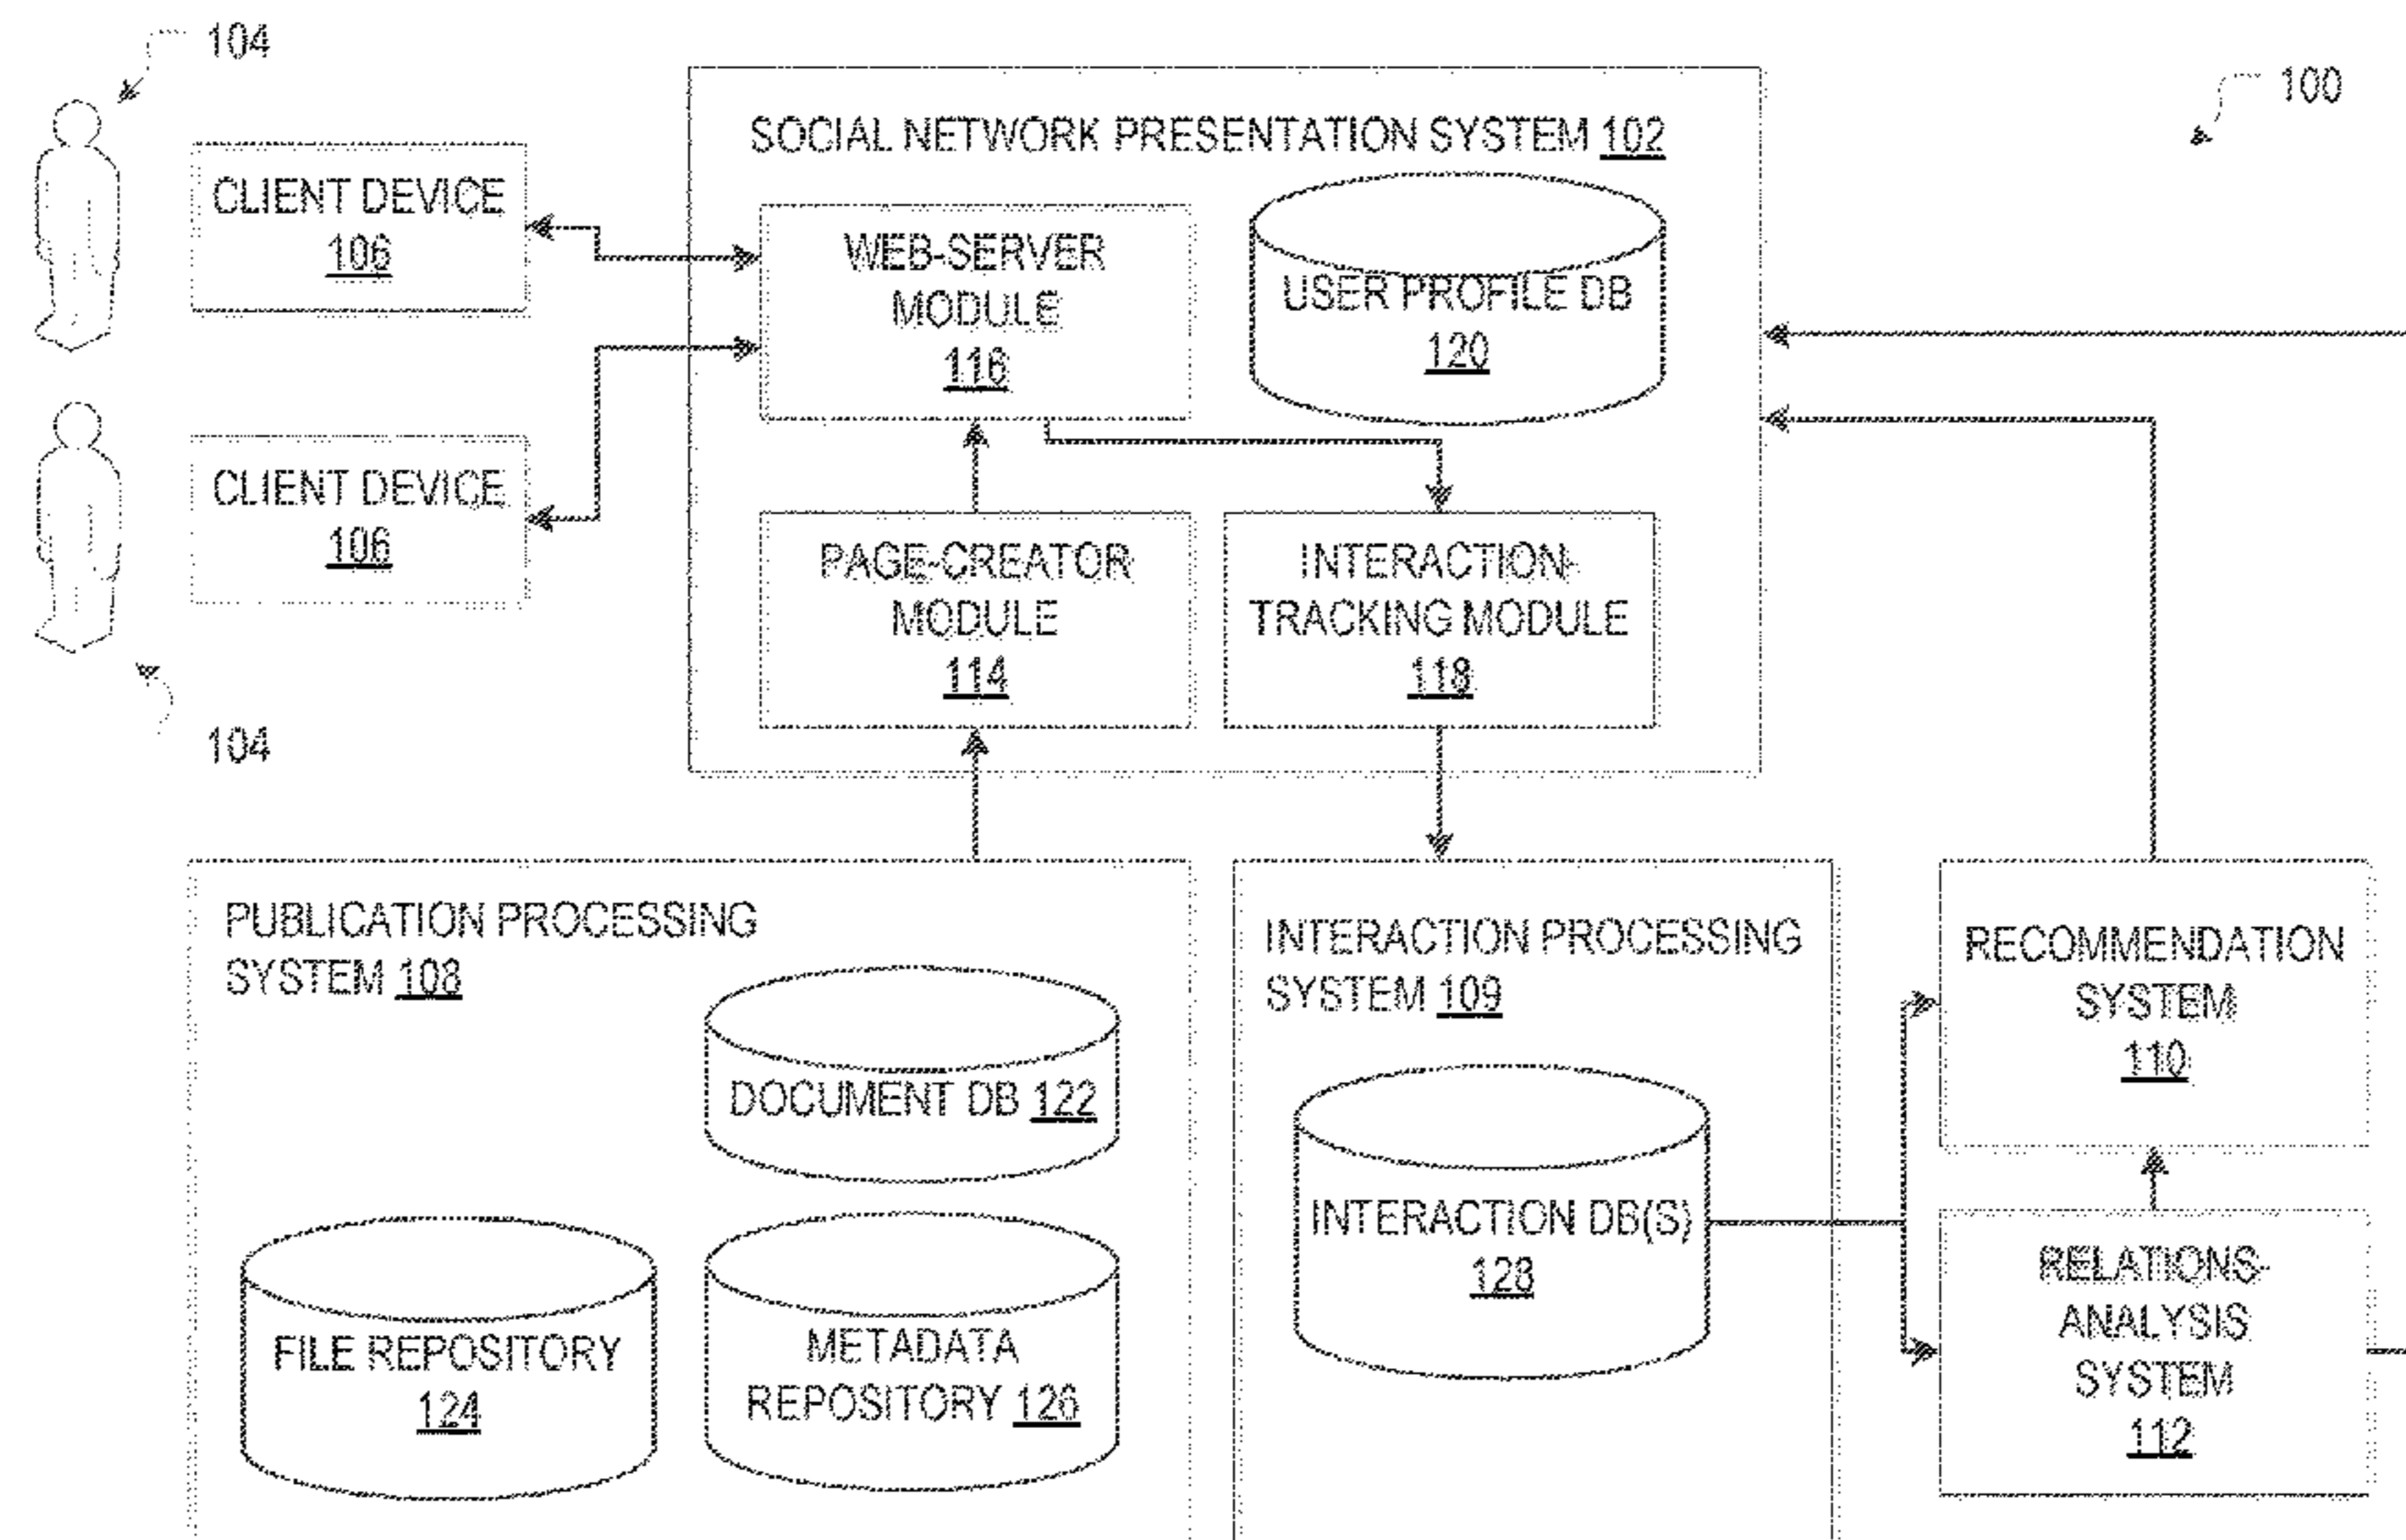 104
100
SOCIAL NETWORK PRESENTATION SYSTEM 102
CLIENT DEVICE
106
WEB-SERVER
MODULE
116
USER PROFILE DB
120
CLIENT DEVICE
106
PAGE-CREATOR
MODULE
114
INTERACTION-
TRACKING MODULE
118
104
PUBLICATION PROCESSING
SYSTEM 108
DOCUMENT DB 122
FILE REPOSITORY
124
METADATA
REPOSITORY 126
INTERACTION PROCESSING
SYSTEM 109
INTERACTION DB(S)
128
RECOMMENDATION
SYSTEM
110
RELATIONS-
ANALYSIS
SYSTEM
112